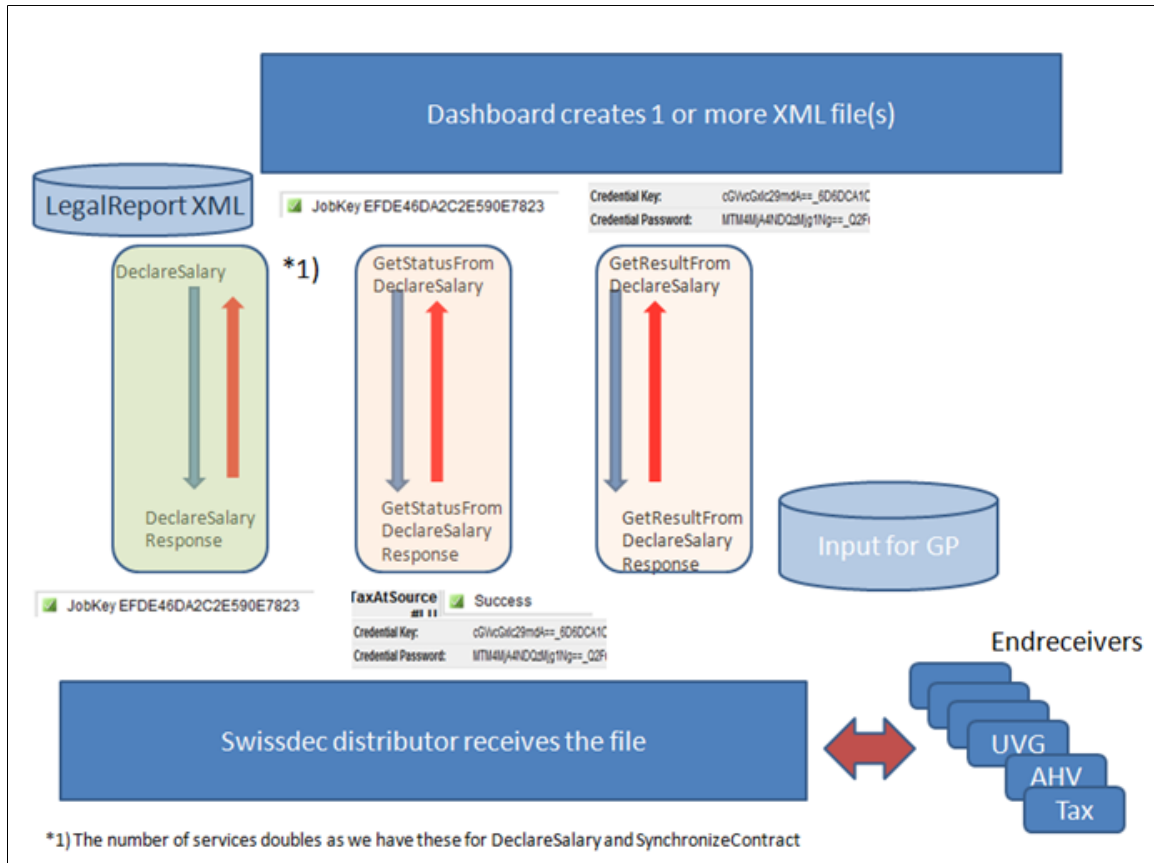 Dashboard creates 1 or more XML file(s)
LegalReport XML
JobKey EFDE46DA2C2E590E7823
Credential Key:
Credential Password:
DeclareSalary
*1)
GetStatusFrom
DeclareSalary
GetResultFrom
DeclareSalary
DeclareSalary
Response
GetStatusFrom
DeclareSalary
Response
GetResultFrom
DeclareSalary
Response
Input for GP
JobKey EFDE46DA2C2E590E7823
TaxAtSource
Success
Credential Key:
Credential Password:
Endreceivers
Swissdec distributor receives the file
UVG
AHV
Tax
*1) The number of services doubles as we have these for DeclareSalary and SynchronizeContract